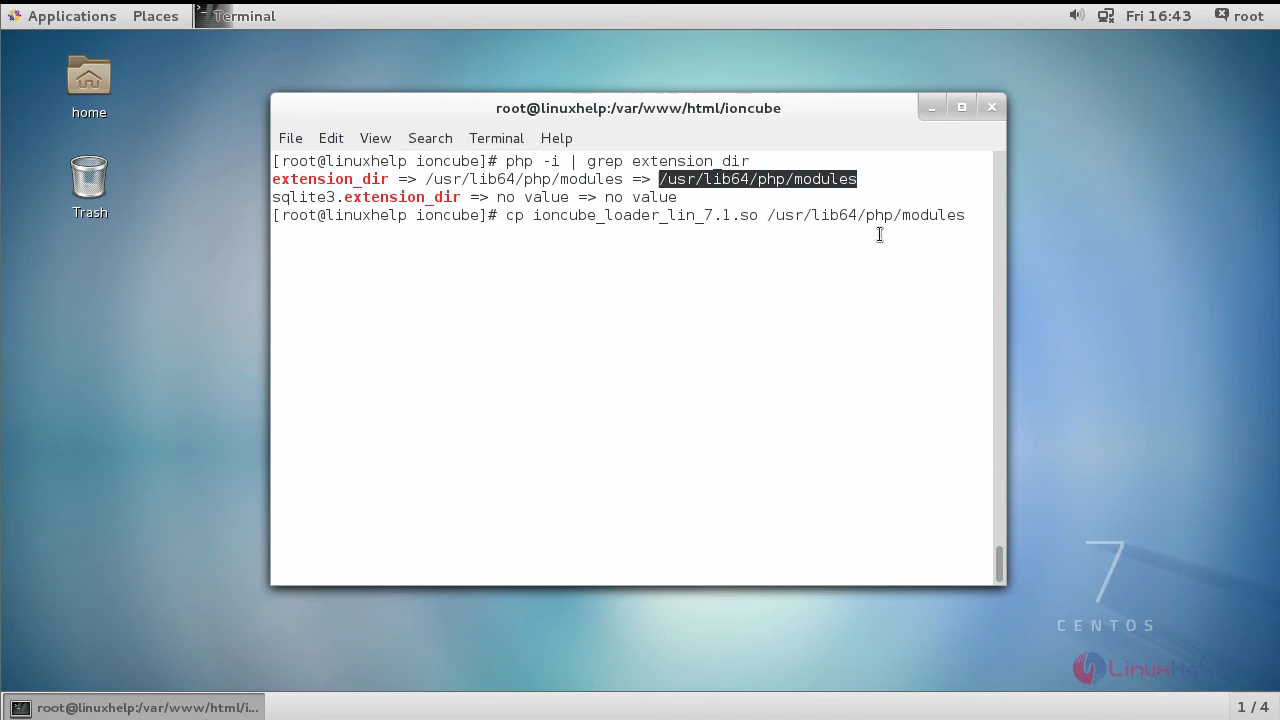 Applications Places Terminal Fri 16:43 root
home
Trash
root@linuxhelp:/var/www/html/ioncube
File Edit View Search Terminal Help
[root@linuxhelp ioncube]# php -i | grep extension_dir
extension_dir => /usr/lib64/php/modules => /usr/lib64/php/modules
sqlite3.extension_dir => no value => no value
[root@linuxhelp ioncube]# cp ioncube_loader_lin_7.1.so /usr/lib64/php/modules
7
CENTOS
root@linuxhelp:/var/www/html/i...
1 / 4